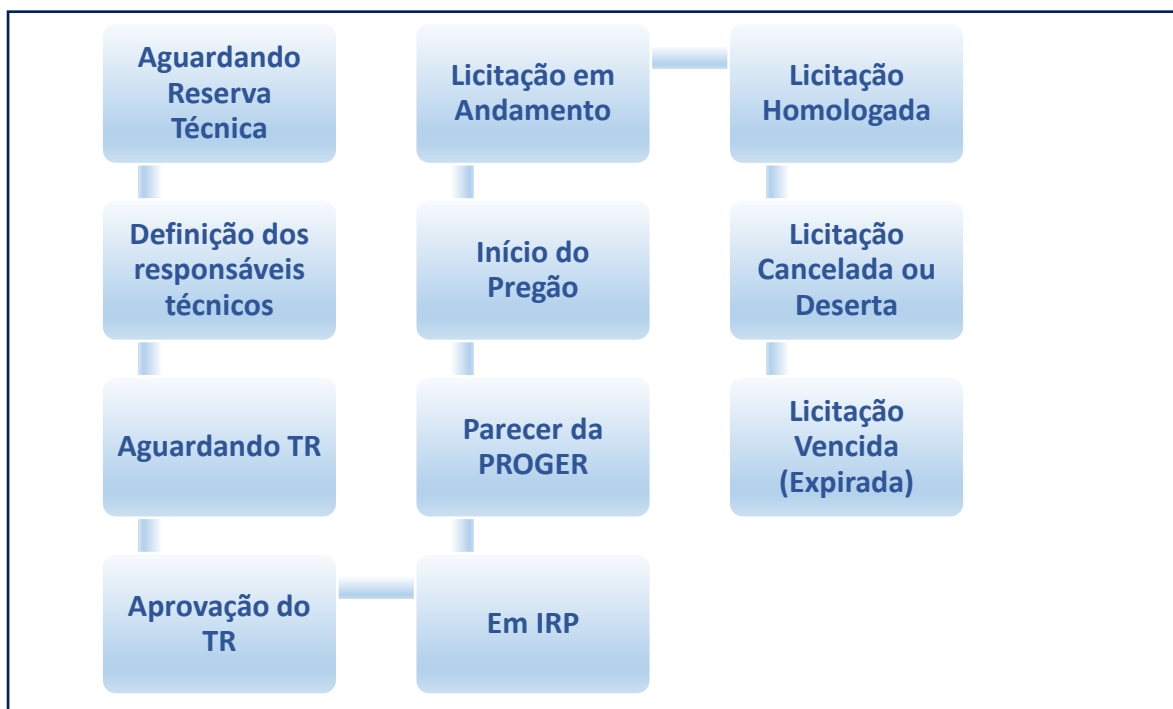 Aguardando
Reserva
Técnica
Definição dos
responsáveis
técnicos
Aguardando TR
Aprovação do
TR
Em IRP
Parecer da
PROGER
Início do
Pregão
Licitação em
Andamento
Licitação
Homologada
Licitação
Cancelada ou
Deserta
Licitação
Vencida
(Expirada)